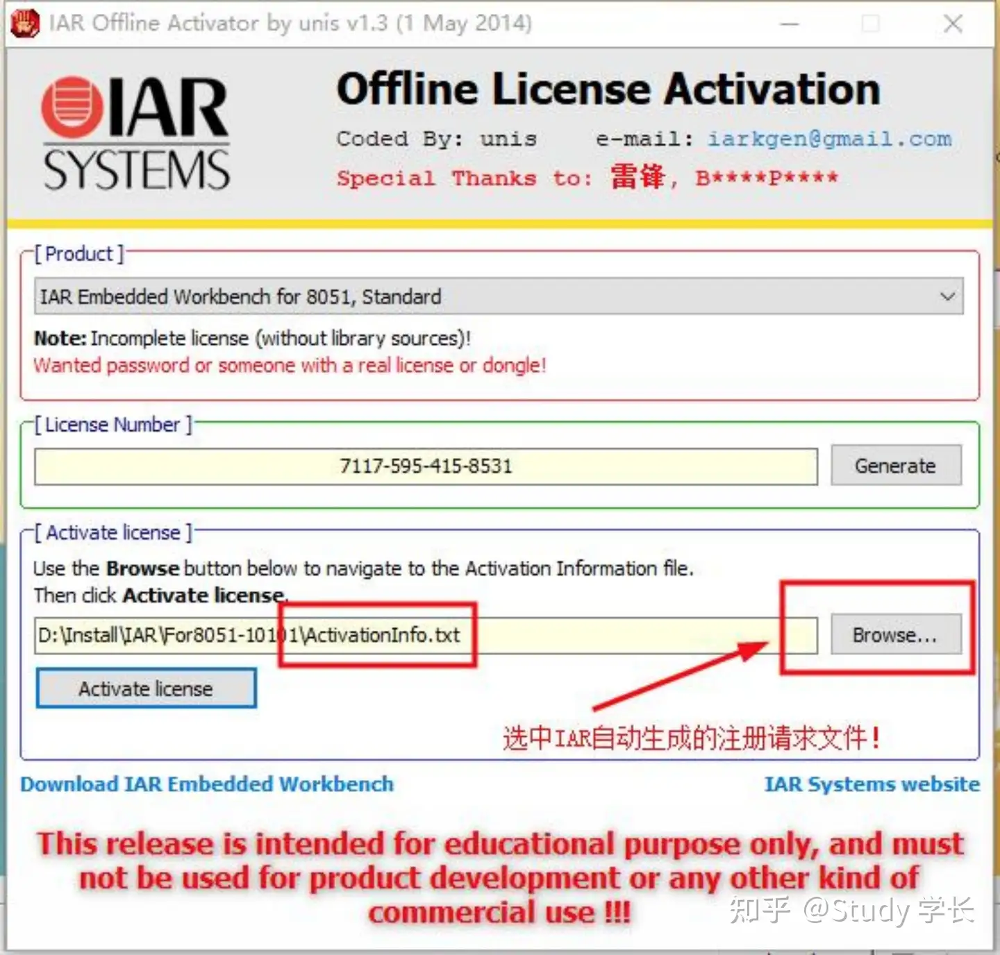 IAR Offline Activator by unis v1.3 (1 May 2014)
IAR
SYSTEMS
Offline License Activation
Coded By: unis e-mail: iarkgen@gmail.com
Special Thanks to: 雷锋, B****P****
[ Product ]
IAR Embedded Workbench for 8051, Standard
Note: Incomplete license (without library sources)!
Wanted password or someone with a real license or dongle!
[ License Number ]
7117-595-415-8531
Generate
[ Activate license ]
Use the Browse button below to navigate to the Activation Information file.
Then click Activate license.
D:\Install\IAR\For8051-10101\ActivationInfo.txt
Browse...
Activate license
选中IAR自动生成的注册请求文件!
Download IAR Embedded Workbench
IAR Systems website
This release is intended for educational purpose only, and must
not be used for product development or any other kind of
commercial use !!!
知乎 @Study 学长